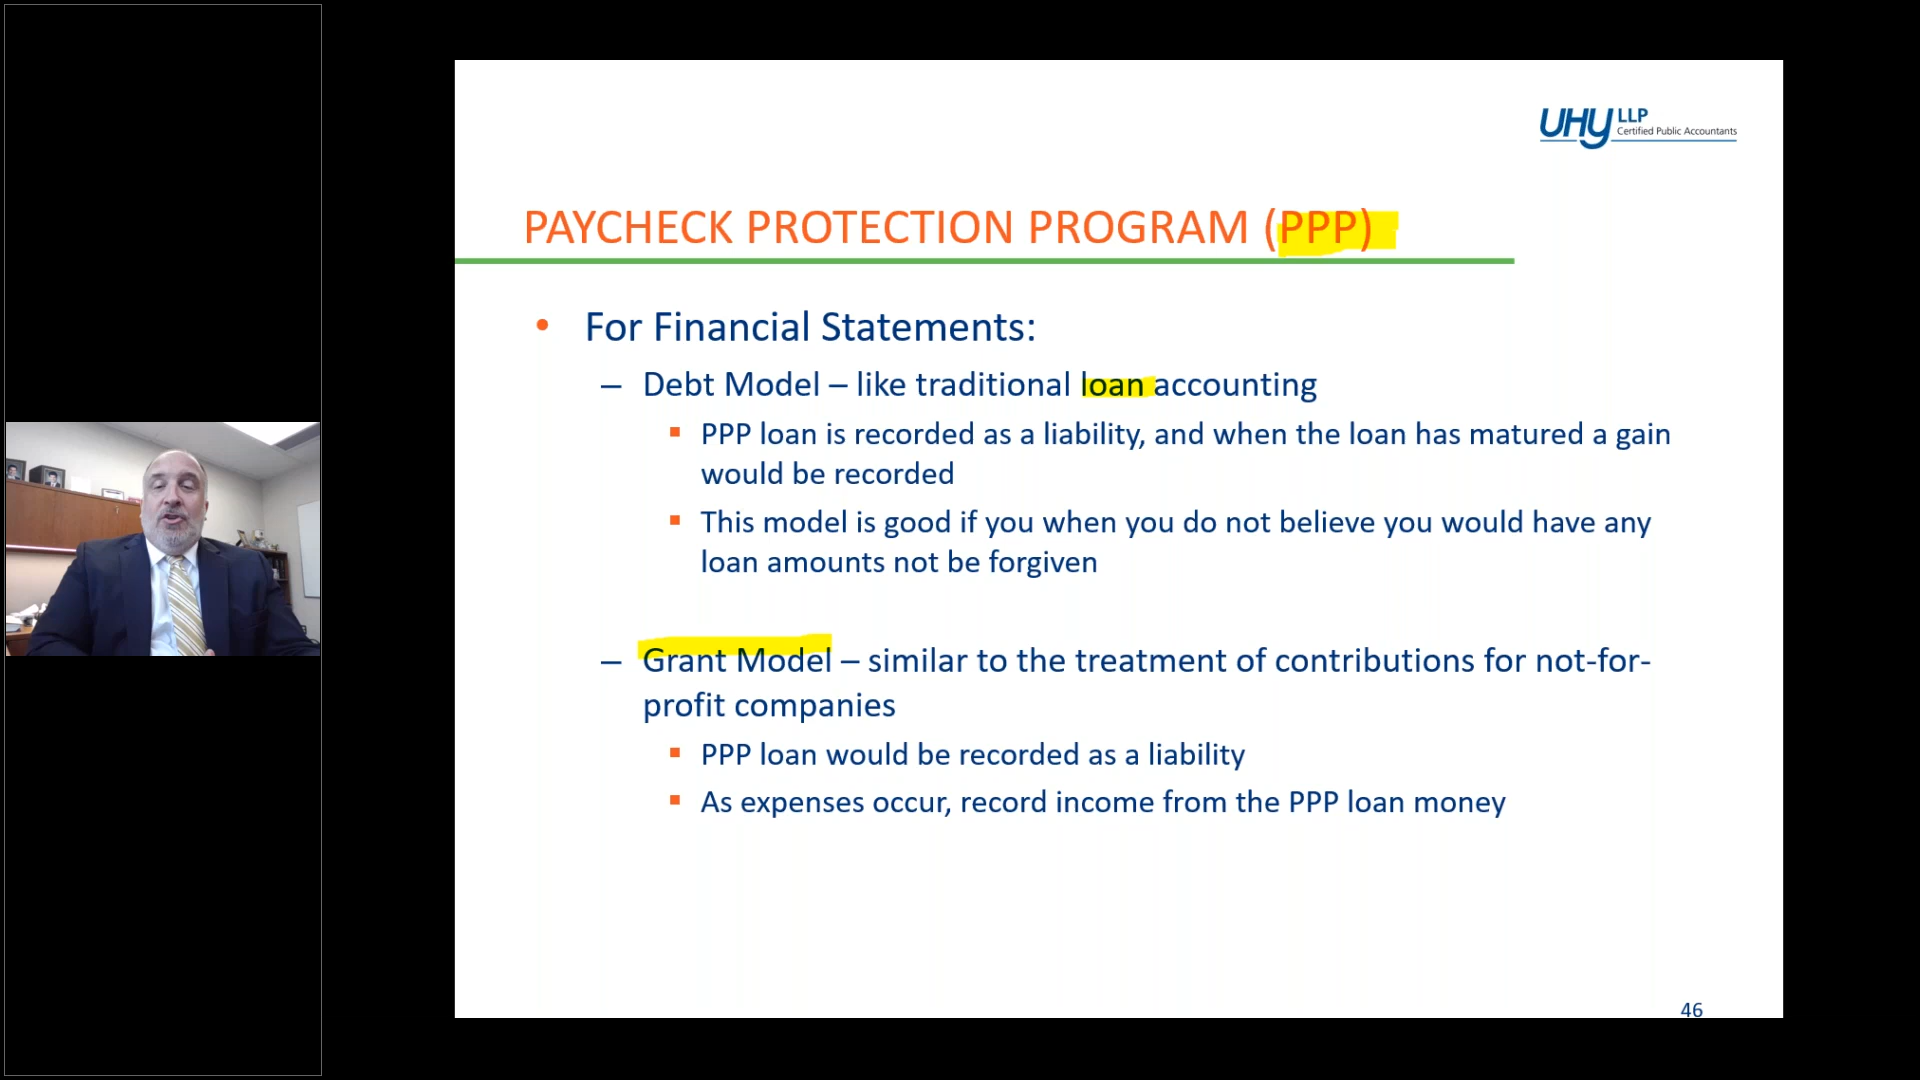 UHY LLP
Certified Public Accountants
PAYCHECK PROTECTION PROGRAM (PPP)
• For Financial Statements:
– Debt Model – like traditional loan accounting
▪ PPP loan is recorded as a liability, and when the loan has matured a gain
would be recorded
▪ This model is good if you when you do not believe you would have any
loan amounts not be forgiven
– Grant Model – similar to the treatment of contributions for not-for-
profit companies
▪ PPP loan would be recorded as a liability
▪ As expenses occur, record income from the PPP loan money
46